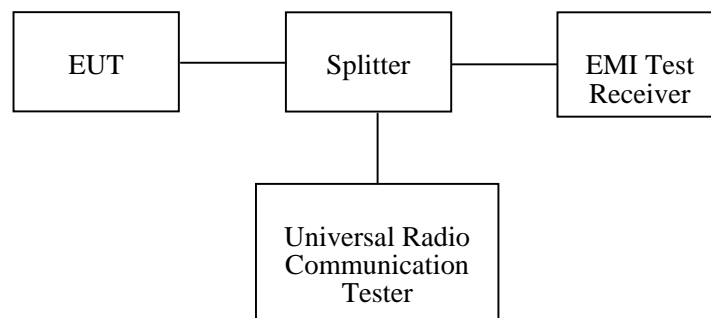 EUT
Splitter
EMI Test
Receiver
Universal Radio
Communication
Tester